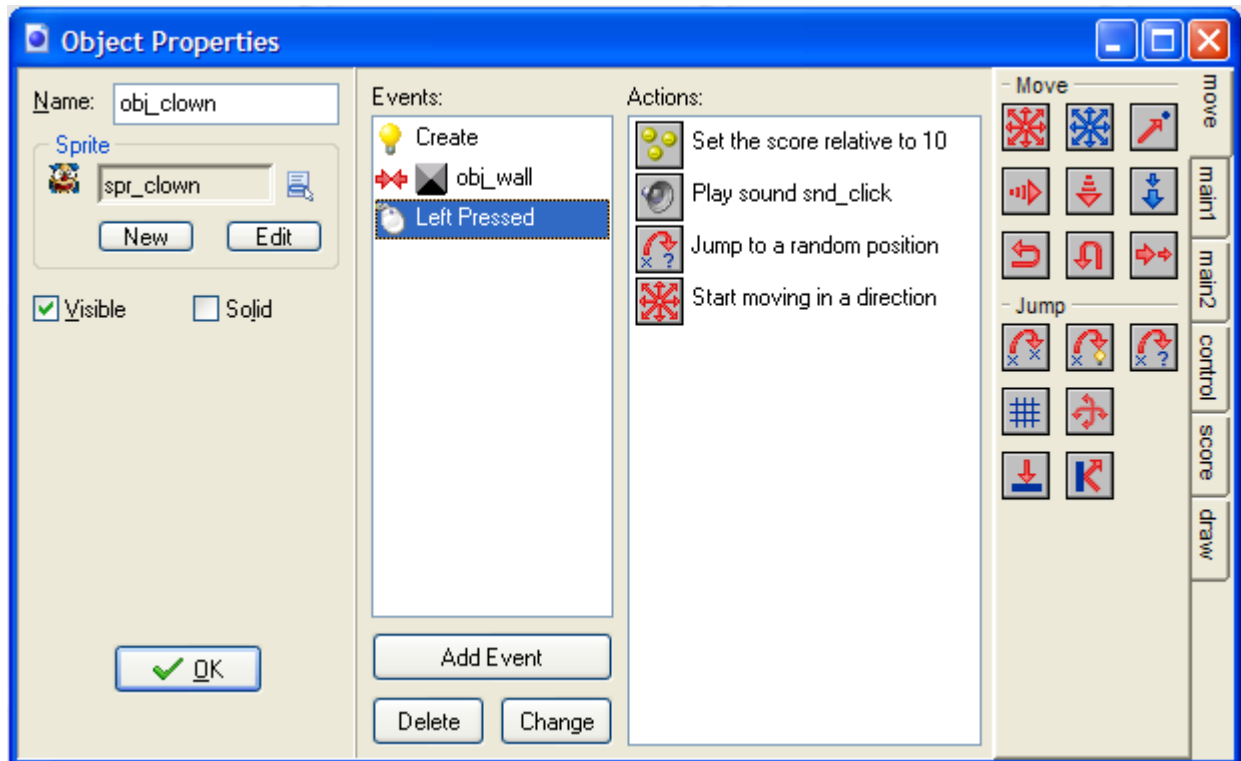 Object Properties
Name: obj_clown
Sprite
spr_clown
New Edit
Visible Solid
OK
Events:
Create
obj_wall
Left Pressed
Add Event
Delete Change
Actions:
Set the score relative to 10
Play sound snd_click
Jump to a random position
Start moving in a direction
Move
Jump
move
main1
main2
control
score
draw